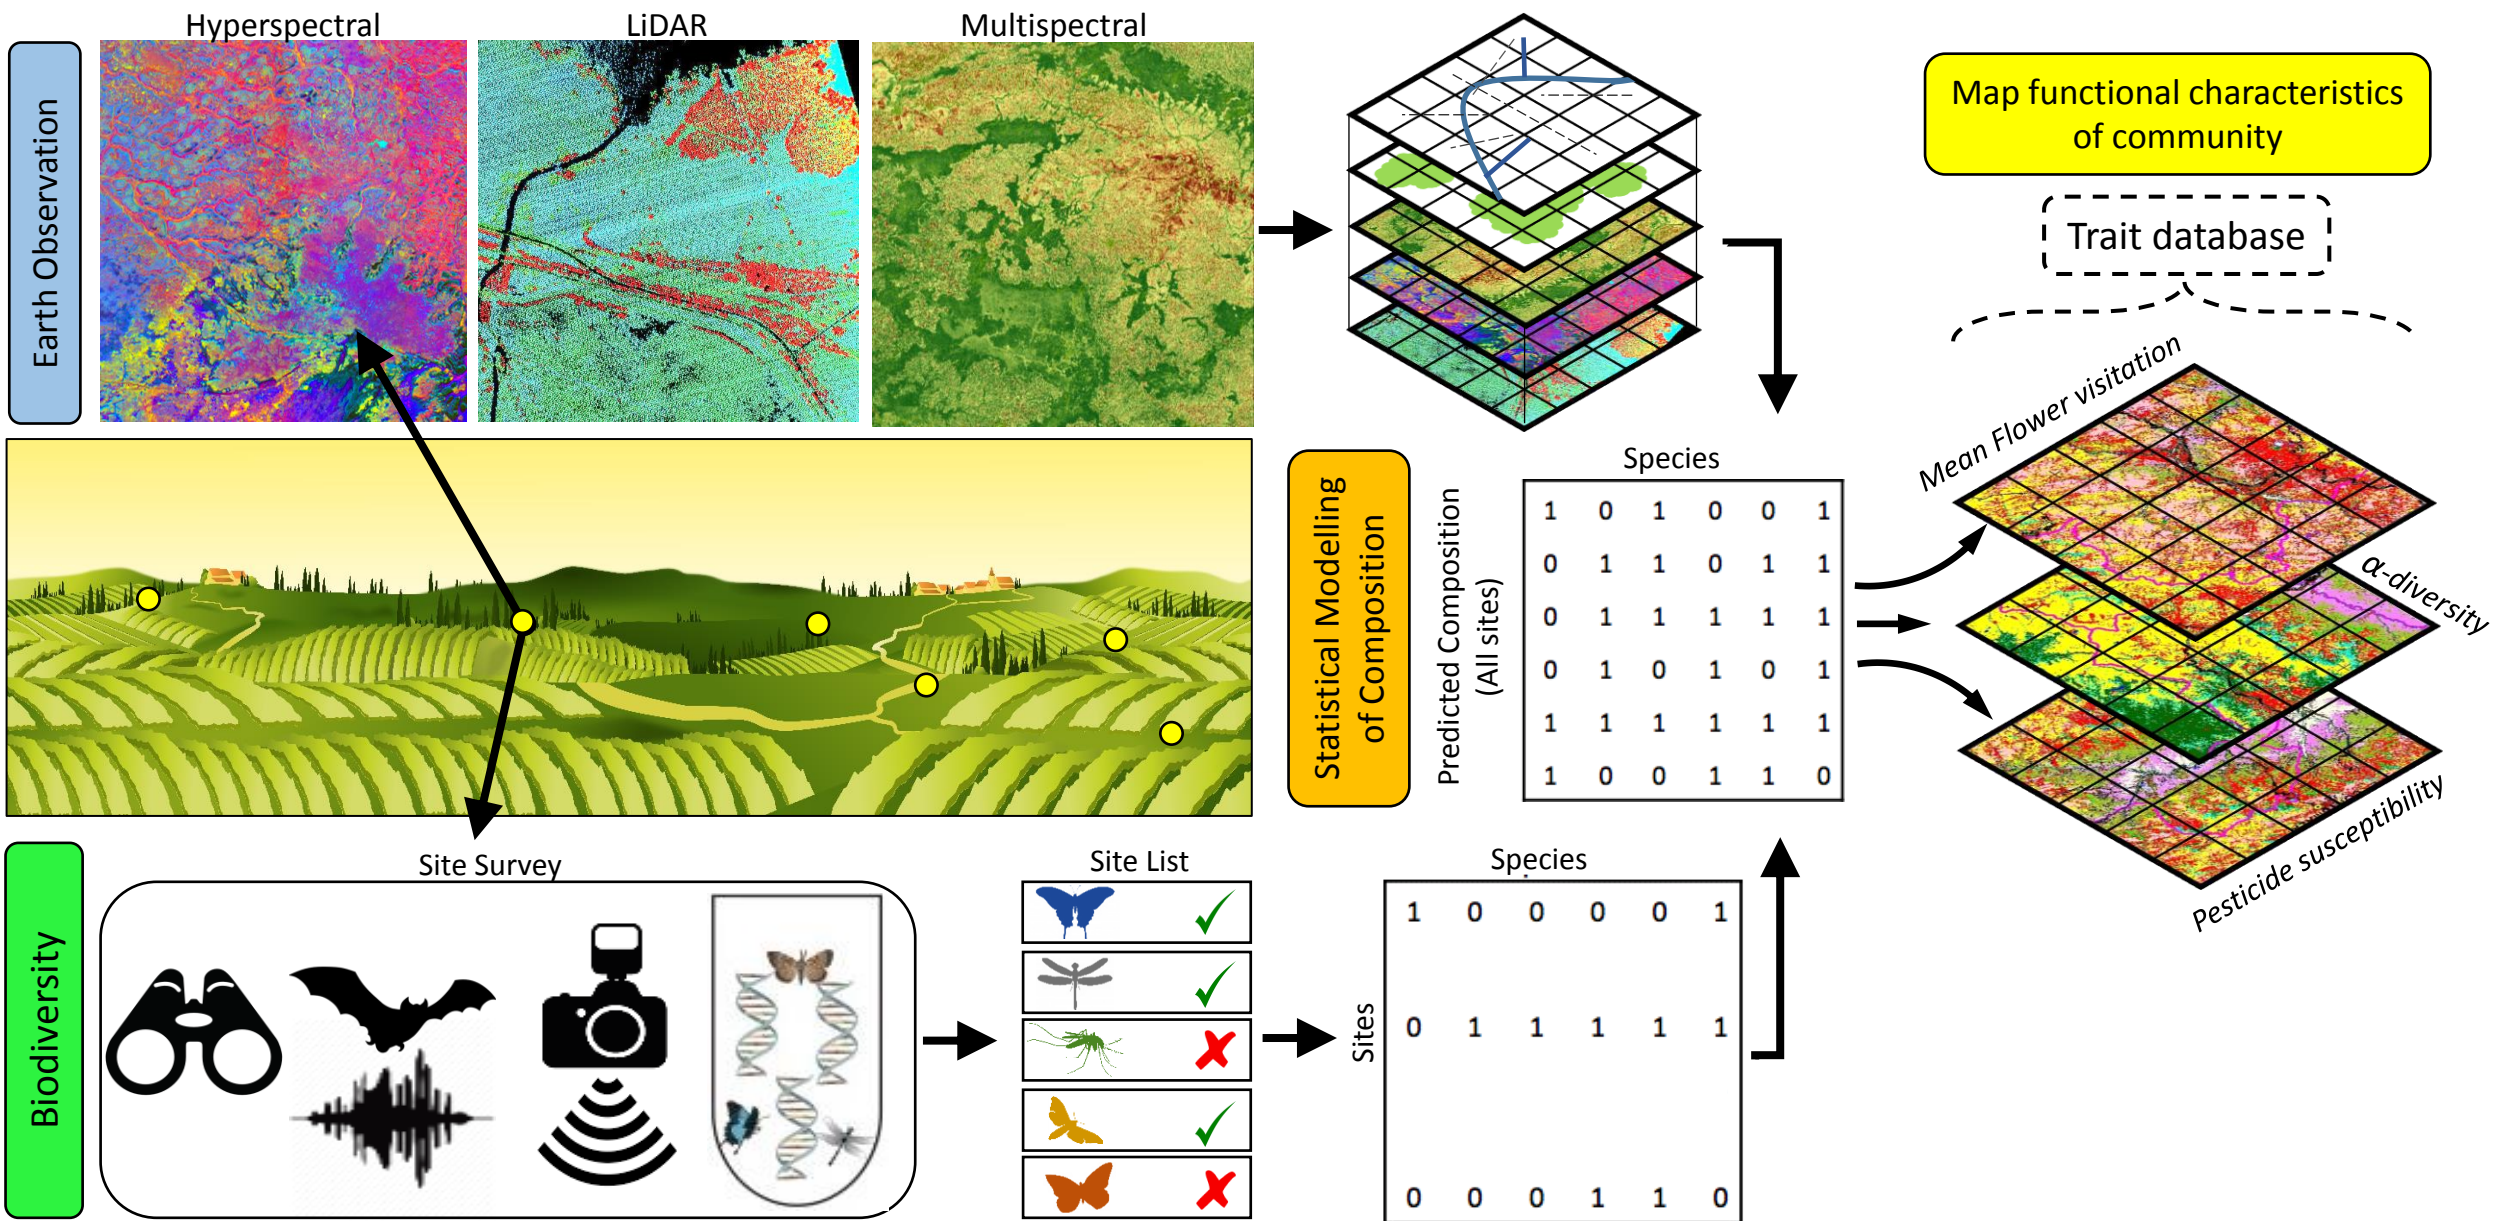 Hyperspectral
LiDAR
Multispectral
Earth Observation
Map functional characteristics
of community
Trait database
Mean Flower visitation
α-diversity
Pesticide susceptibility
Statistical Modelling
of Composition
Predicted Composition
(All sites)
Species
1 0 1 0 0 1
0 1 1 0 1 1
0 1 1 1 1 1
0 1 0 1 0 1
1 1 1 1 1 1
1 0 0 1 1 0
Biodiversity
Site Survey
Site List
Species
Sites
1 0 0 0 0 1
0 1 1 1 1 1
0 0 0 1 1 0